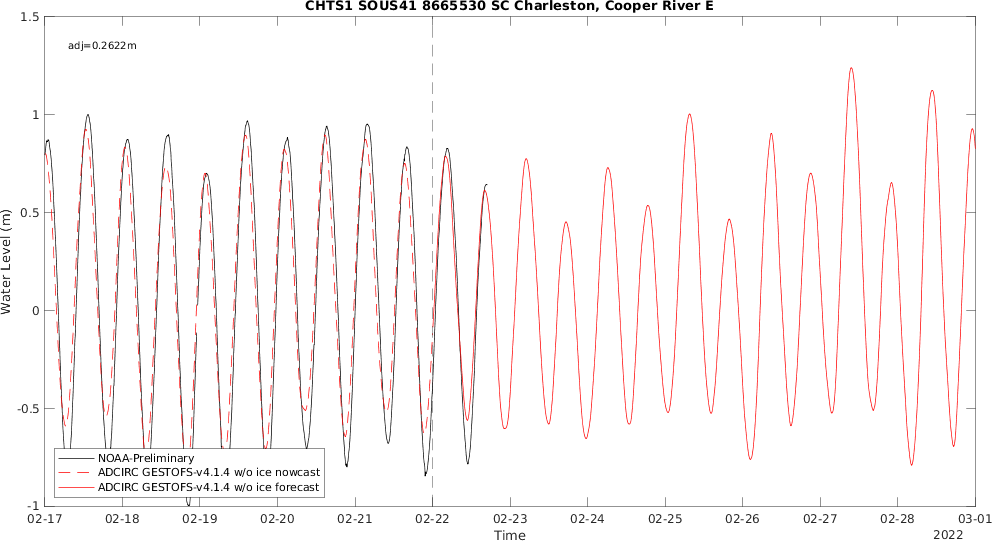 CHTS1 SOUS41 8665530 SC Charleston, Cooper River E
adj=0.2622m
Water Level (m)
1.5
1
0.5
0
-0.5
-1
NOAA-Preliminary
ADCIRC GESTOFS-v4.1.4 w/o ice nowcast
ADCIRC GESTOFS-v4.1.4 w/o ice forecast
02-17 02-18 02-19 02-20 02-21 02-22 02-23 02-24 02-25 02-26 02-27 02-28 03-01
Time
2022